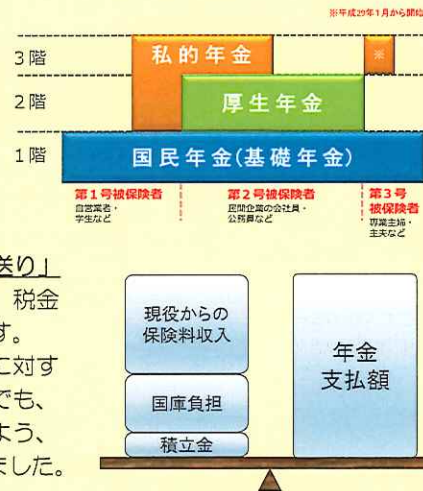 ※平成29年1月から開始
3階
私的年金
※
2階
厚生年金
1階
国民年金(基礎年金)
第1号被保険者
自営業者・
学生など
第2号被保険者
民間企業の会社員・
公務員など
第3号
被保険者
専業主婦・
主夫など
送り」
税金
す。
に対す
でも、
よう、
ました。
現役からの
保険料収入
国庫負担
積立金
年金
支払額